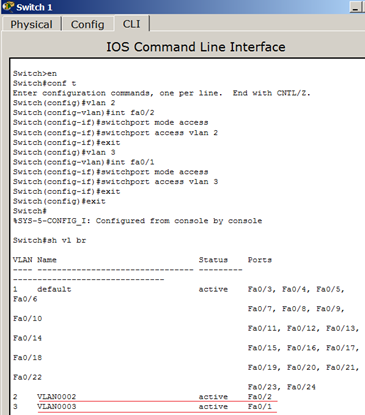 Switch 1
Physical Config CLI
IOS Command Line Interface
Switch>en
Switch#conf t
Enter configuration commands, one per line. End with CNTL/Z.
Switch(config)#vlan 2
Switch(config-vlan)#int fa0/2
Switch(config-if)#switchport mode access
Switch(config-if)#switchport access vlan 2
Switch(config-if)#exit
Switch(config)#vlan 3
Switch(config-vlan)#int fa0/1
Switch(config-if)#switchport mode access
Switch(config-if)#switchport access vlan 3
Switch(config-if)#exit
Switch(config)#exit
Switch#
%SYS-5-CONFIG_I: Configured from console by console
Switch#sh vl br
VLAN Name Status Ports
---- -------------------------------- ---------
-------------------------------
1 default active Fa0/3, Fa0/4, Fa0/5,
Fa0/6
Fa0/7, Fa0/8, Fa0/9,
Fa0/10
Fa0/11, Fa0/12, Fa0/13,
Fa0/14
Fa0/15, Fa0/16, Fa0/17,
Fa0/18
Fa0/19, Fa0/20, Fa0/21,
Fa0/22
Fa0/23, Fa0/24
2 VLAN0002 active Fa0/2
3 VLAN0003 active Fa0/1